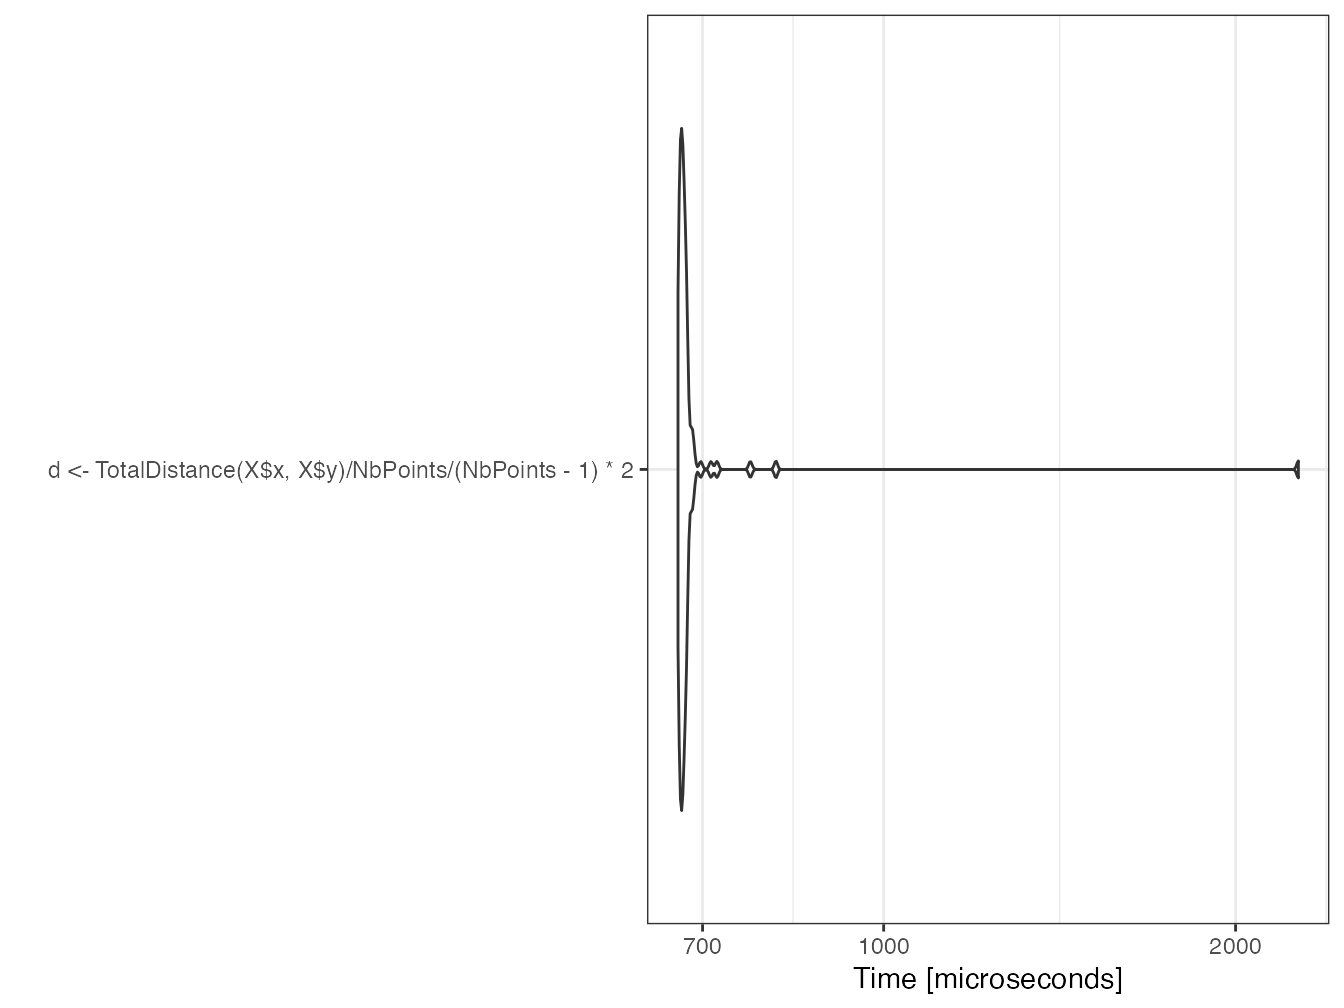 d <- TotalDistance(X$x, X$y)/NbPoints/(NbPoints - 1) * 2
700 1000 2000
Time [microseconds]